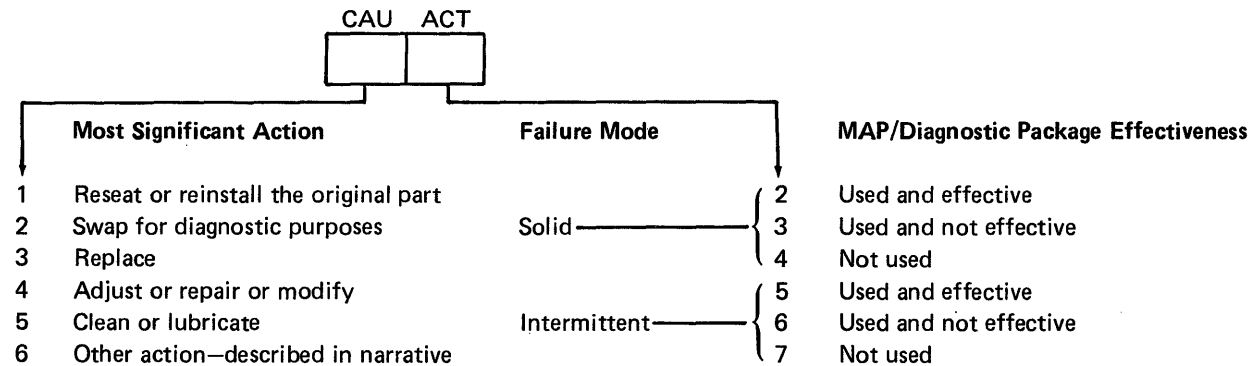 CAU ACT
Most Significant Action Failure Mode MAP/Diagnostic Package Effectiveness
1 Reseat or reinstall the original part 2 Used and effective
2 Swap for diagnostic purposes Solid 3 Used and not effective
3 Replace 4 Not used
4 Adjust or repair or modify 5 Used and effective
5 Clean or lubricate Intermittent 6 Used and not effective
6 Other action—described in narrative 7 Not used